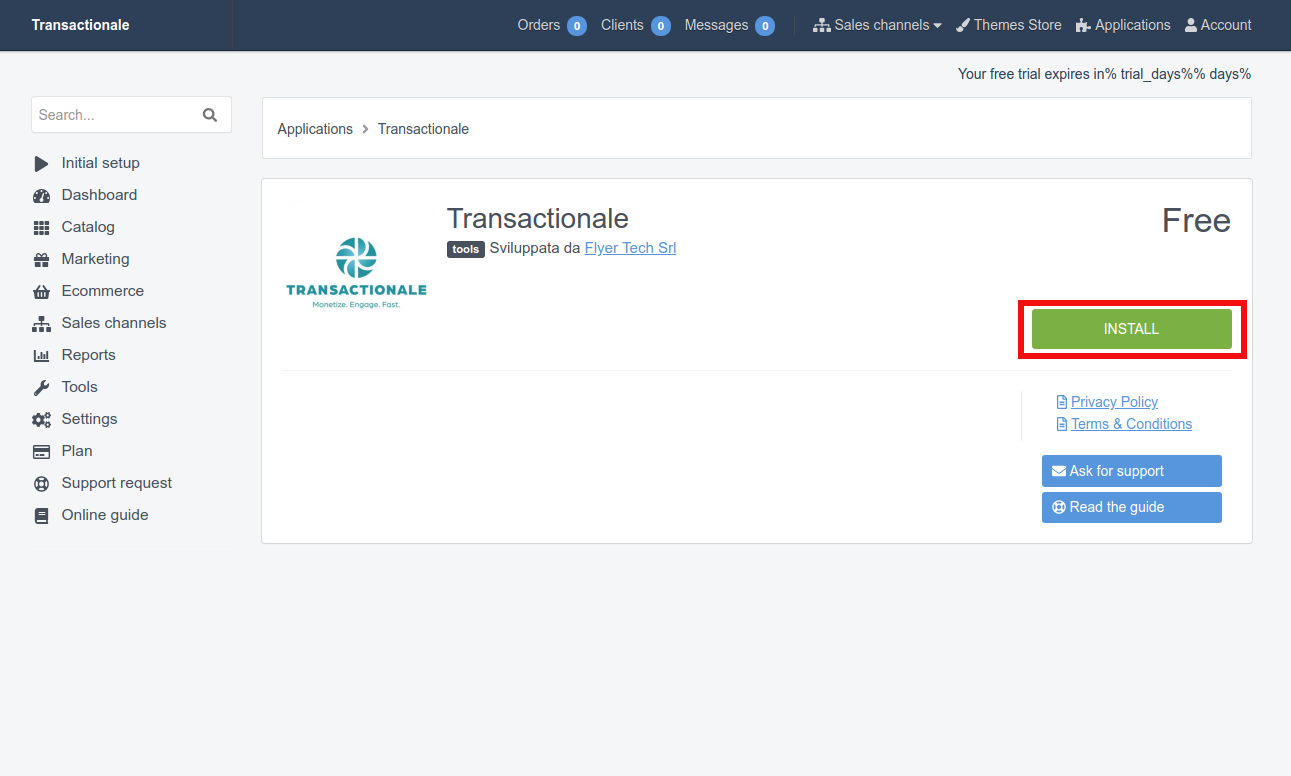 Transactionale
Orders 0 Clients 0 Messages 0 Sales channels Themes Store Applications Account
Your free trial expires in% trial_days%% days%
Search...
Applications Transactionale
Initial setup
Dashboard
Catalog
Marketing
Ecommerce
Sales channels
Reports
Tools
Settings
Plan
Support request
Online guide
TRANSACTIONALE
Monetize. Engage. Fast.
Transactionale
tools Sviluppata da Flyer Tech Srl
Free
INSTALL
Privacy Policy
Terms & Conditions
Ask for support
Read the guide